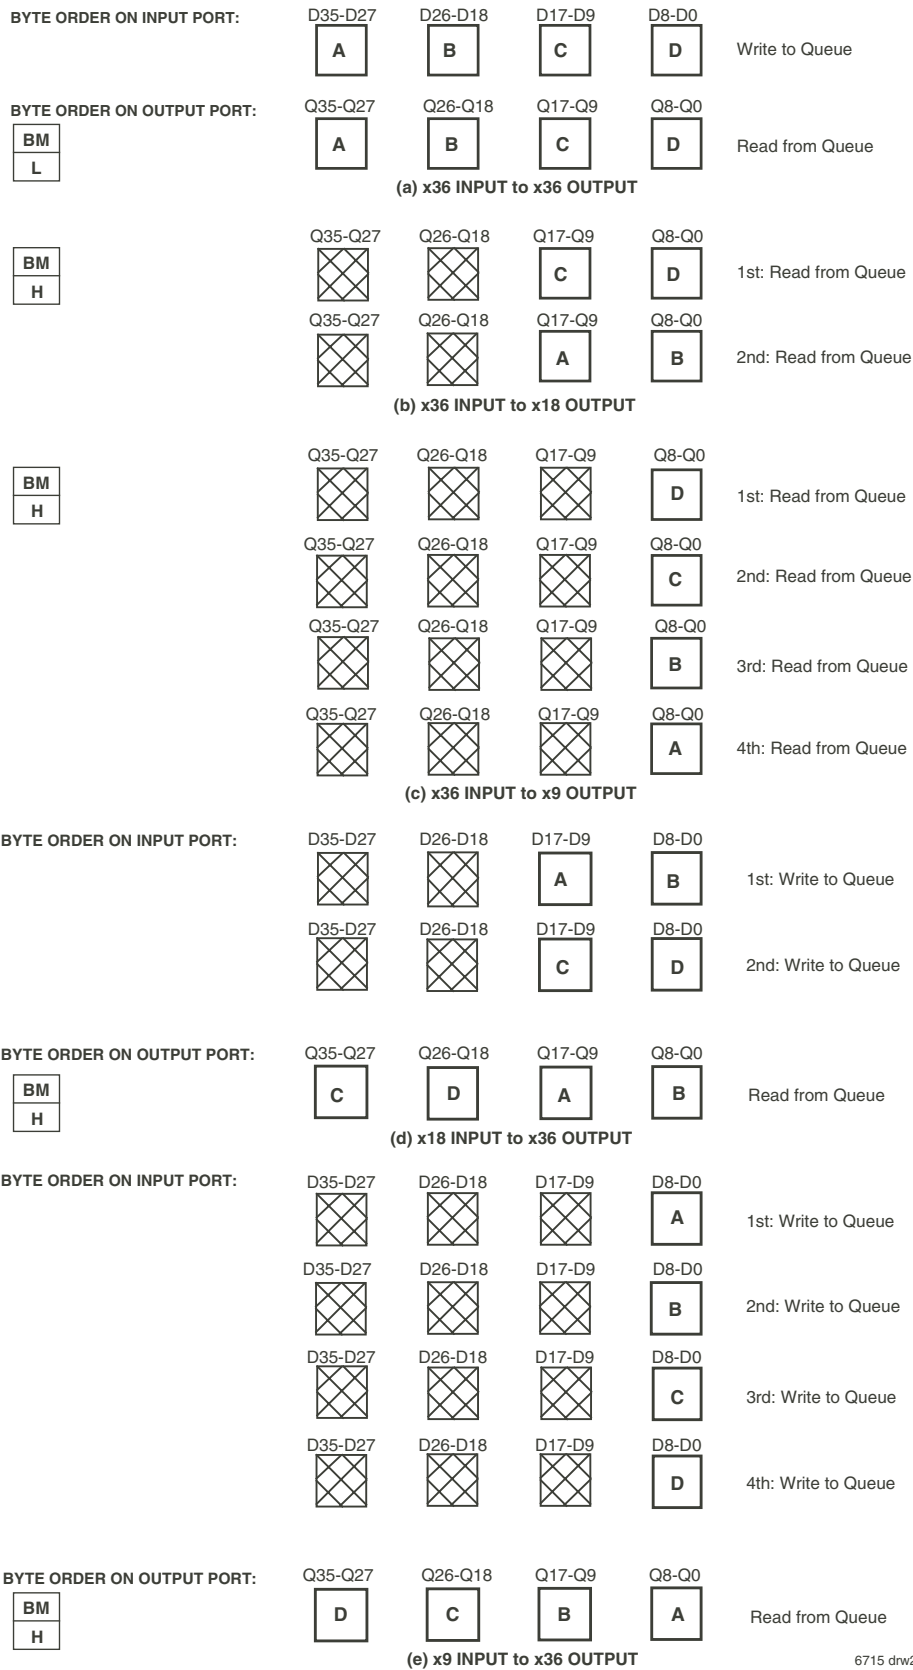 BYTE ORDER ON INPUT PORT: D35-D27 D26-D18 D17-D9 D8-D0
A B C D Write to Queue
BYTE ORDER ON OUTPUT PORT: Q35-Q27 Q26-Q18 Q17-Q9 Q8-Q0
BM
L
A B C D Read from Queue
(a) x36 INPUT to x36 OUTPUT
Q35-Q27 Q26-Q18 Q17-Q9 Q8-Q0
BM
H
C D 1st: Read from Queue
Q35-Q27 Q26-Q18 Q17-Q9 Q8-Q0
A B 2nd: Read from Queue
(b) x36 INPUT to x18 OUTPUT
Q35-Q27 Q26-Q18 Q17-Q9 Q8-Q0
BM
H
D 1st: Read from Queue
Q35-Q27 Q26-Q18 Q17-Q9 Q8-Q0
C 2nd: Read from Queue
Q35-Q27 Q26-Q18 Q17-Q9 Q8-Q0
B 3rd: Read from Queue
Q35-Q27 Q26-Q18 Q17-Q9 Q8-Q0
A 4th: Read from Queue
(c) x36 INPUT to x9 OUTPUT
BYTE ORDER ON INPUT PORT: D35-D27 D26-D18 D17-D9 D8-D0
A B 1st: Write to Queue
D35-D27 D26-D18 D17-D9 D8-D0
C D 2nd: Write to Queue
BYTE ORDER ON OUTPUT PORT: Q35-Q27 Q26-Q18 Q17-Q9 Q8-Q0
BM
H
C D A B Read from Queue
(d) x18 INPUT to x36 OUTPUT
BYTE ORDER ON INPUT PORT: D35-D27 D26-D18 D17-D9 D8-D0
A 1st: Write to Queue
D35-D27 D26-D18 D17-D9 D8-D0
B 2nd: Write to Queue
D35-D27 D26-D18 D17-D9 D8-D0
C 3rd: Write to Queue
D35-D27 D26-D18 D17-D9 D8-D0
D 4th: Write to Queue
BYTE ORDER ON OUTPUT PORT: Q35-Q27 Q26-Q18 Q17-Q9 Q8-Q0
BM
H
D C B A Read from Queue
(e) x9 INPUT to x36 OUTPUT
6715 drw2